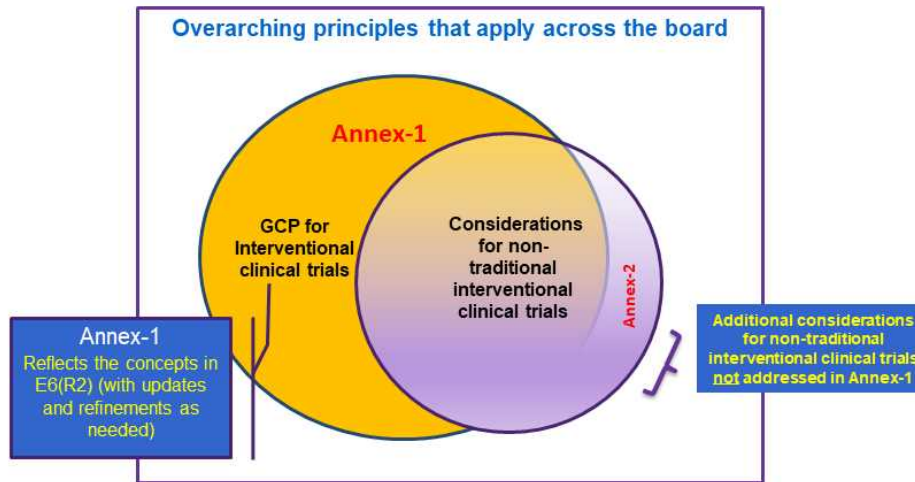 Overarching principles that apply across the board
Annex-1
GCP for
Interventional
clinical trials
Considerations
for non-
traditional
interventional
clinical trials
Annex-2
Annex-1
Reflects the concepts in
E6(R2) (with updates
and refinements as
needed)
Additional considerations
for non-traditional
interventional clinical trials
not addressed in Annex-1